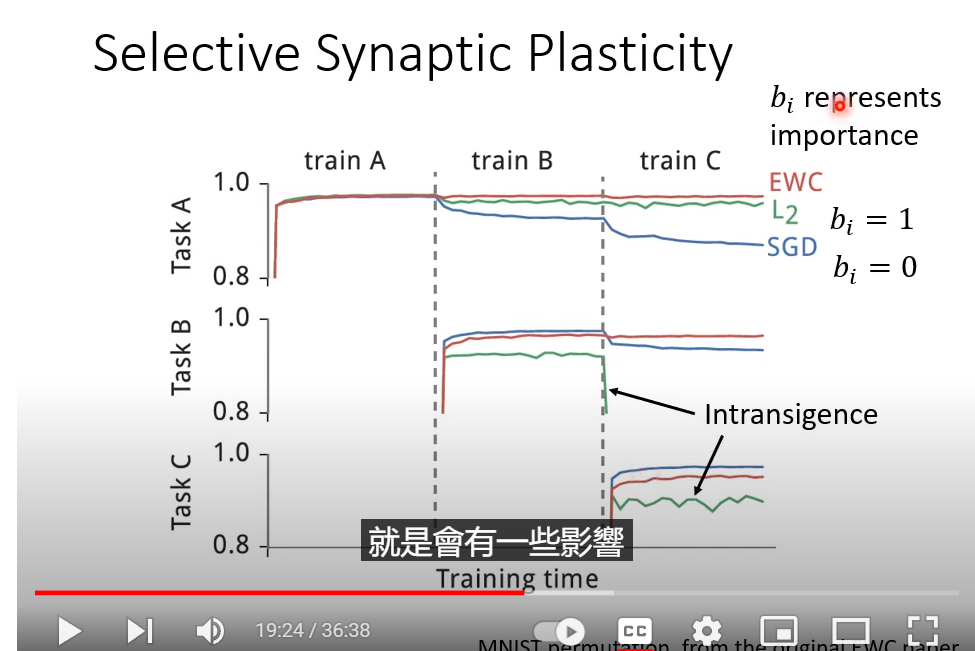 Selective Synaptic Plasticity
b_i represents
importance
train A train B train C
1.0
Task A
0.8
EWC
L2
SGD
b_i = 1
b_i = 0
1.0
Task B
0.8
Intransigence
1.0
Task C
0.8
就是會有一些影響
Training time
19:24 / 36:38
CC
MNIST permutation, from the original EWC paper